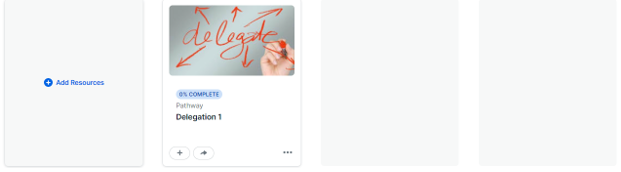 Add Resources
delegate
0% COMPLETE
Pathway
Delegation 1